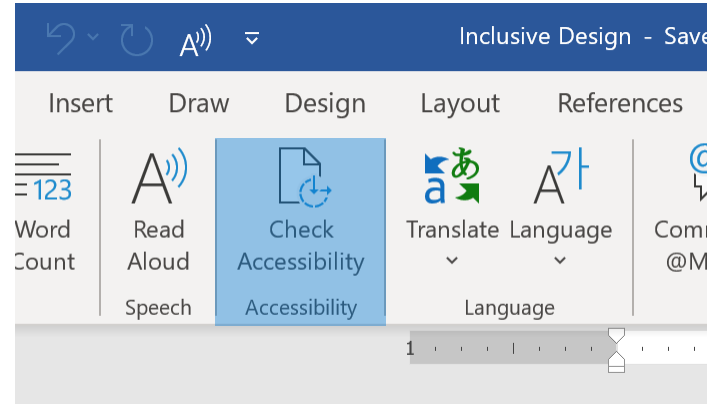 Inclusive Design - Save
Insert Draw Design Layout References
123
Word Count
Read Aloud
Check Accessibility
Translate
Language
@M
Speech
Accessibility
Language
1